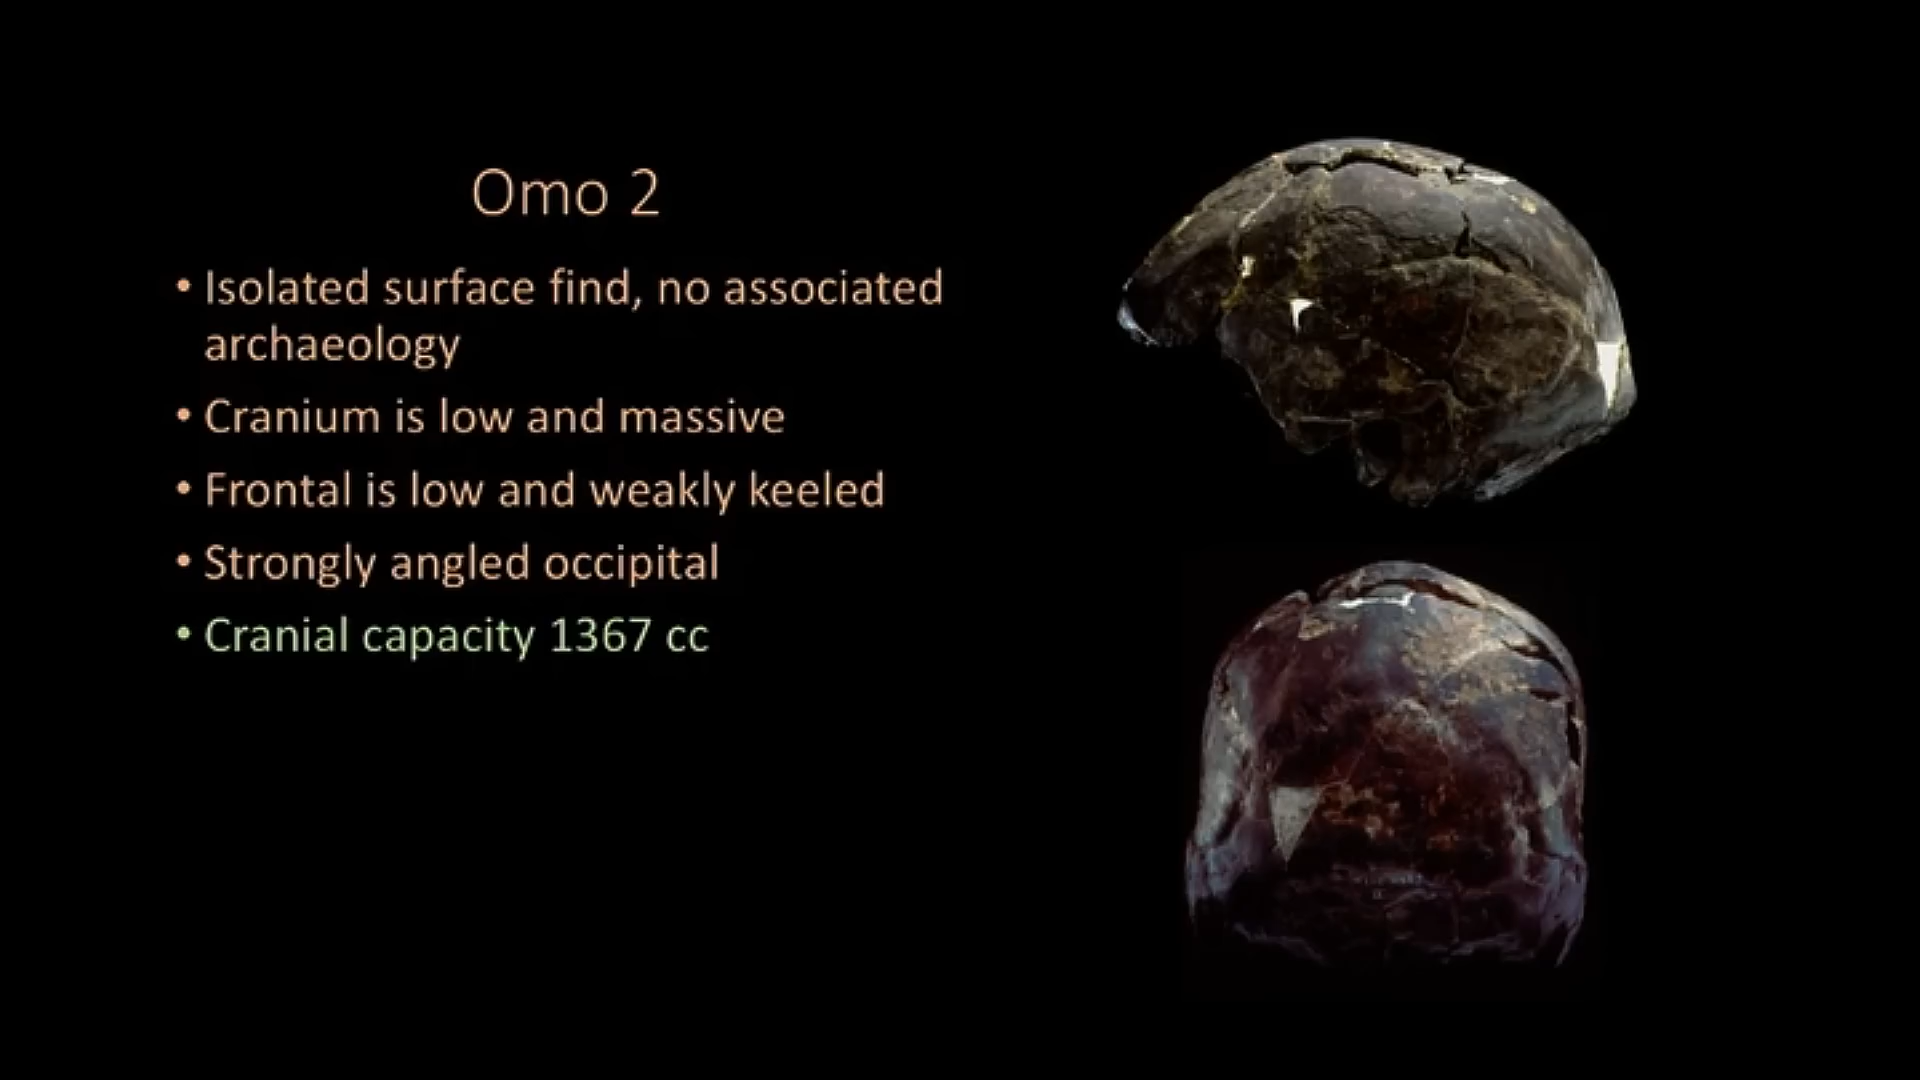 Omo 2
• Isolated surface find, no associated
archaeology
• Cranium is low and massive
• Frontal is low and weakly keeled
• Strongly angled occipital
• Cranial capacity 1367 cc